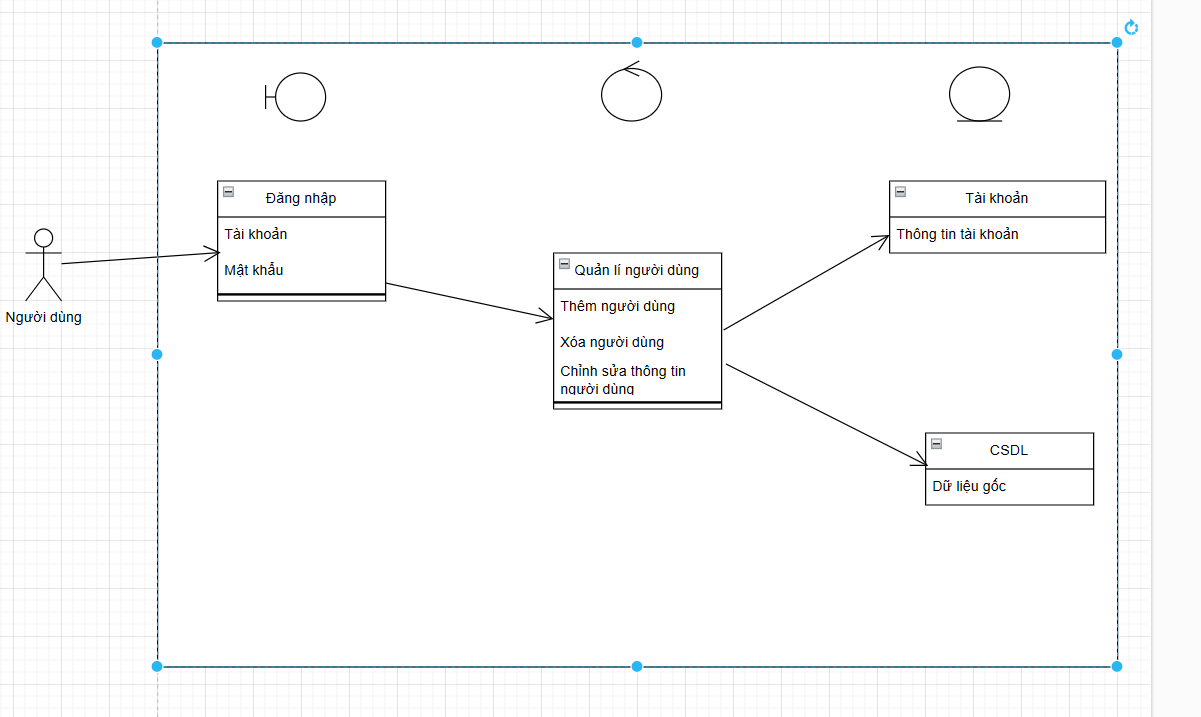 Đăng nhập
Tài khoản
Mật khẩu
Người dùng
Quản lí người dùng
Thêm người dùng
Xóa người dùng
Chỉnh sửa thông tin
người dùng
Tài khoản
Thông tin tài khoản
CSDL
Dữ liệu gốc